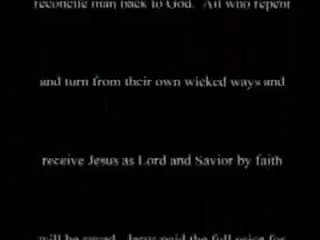 reconcile man back to God. All who repent
and turn from their own wicked ways and
receive Jesus as Lord and Savior by faith
will be saved. Jesus paid the full price for